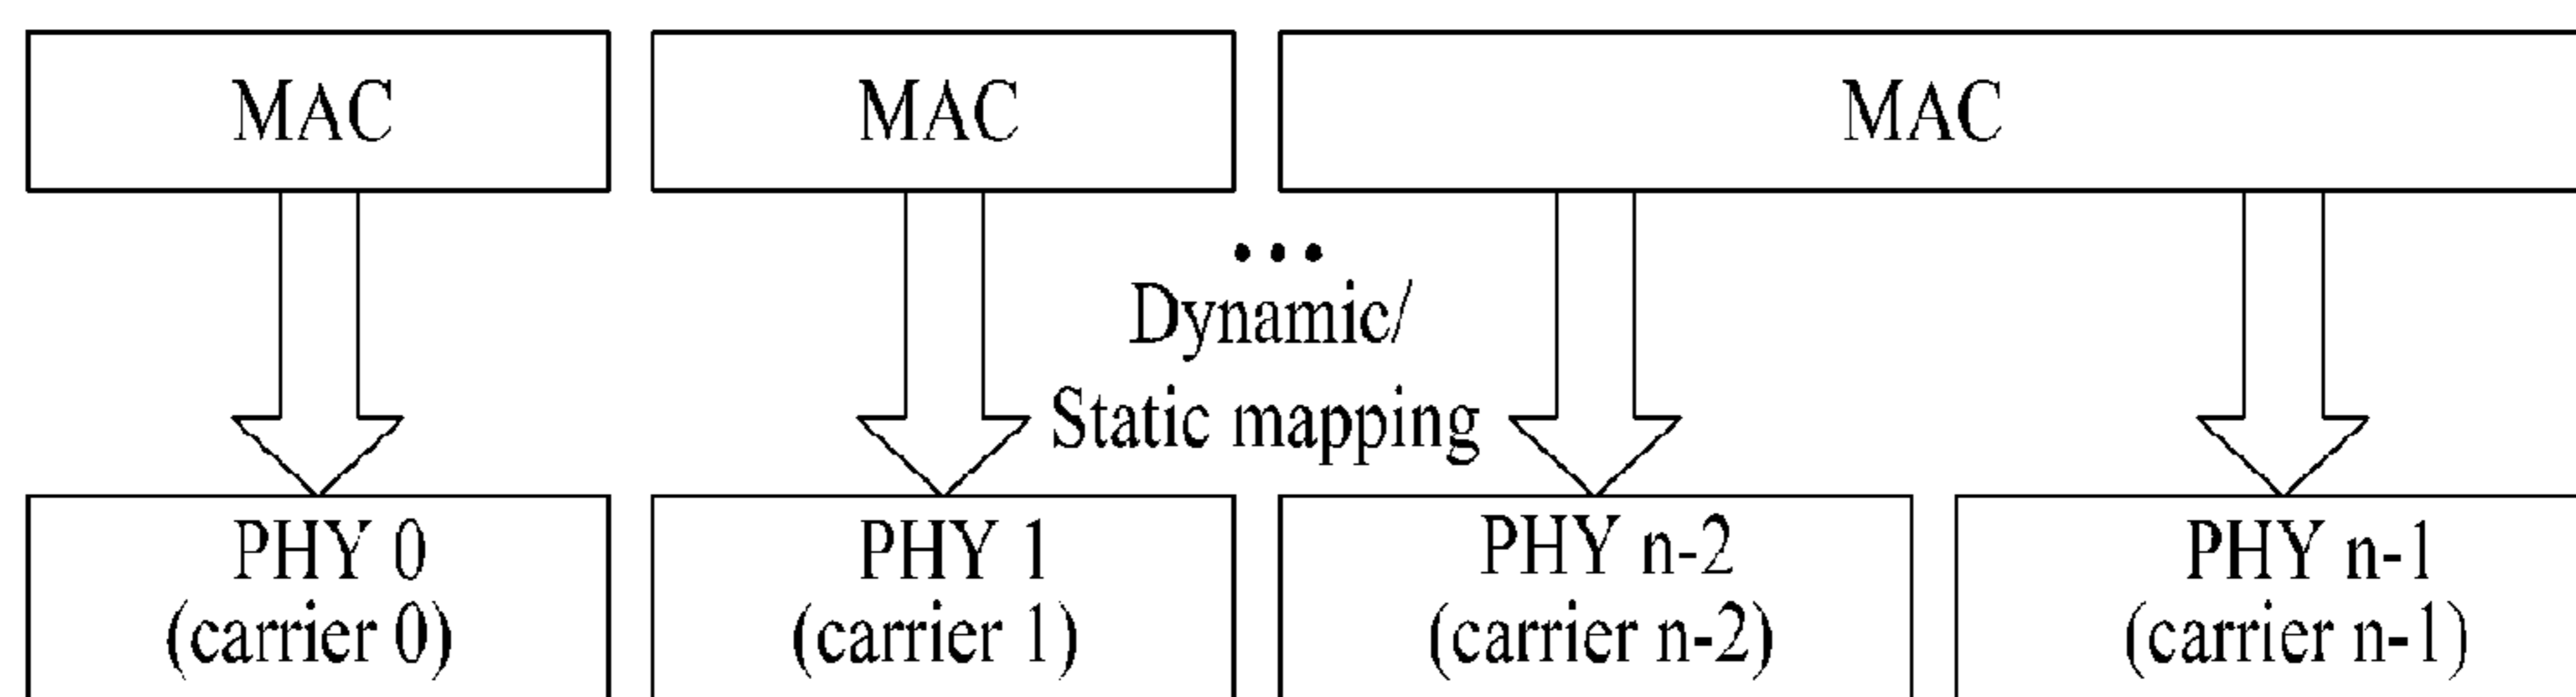 MAC
MAC
MAC
...
Dynamic/
Static mapping
PHY 0
(carrier 0)
PHY 1
(carrier 1)
PHY n-2
(carrier n-2)
PHY n-1
(carrier n-1)